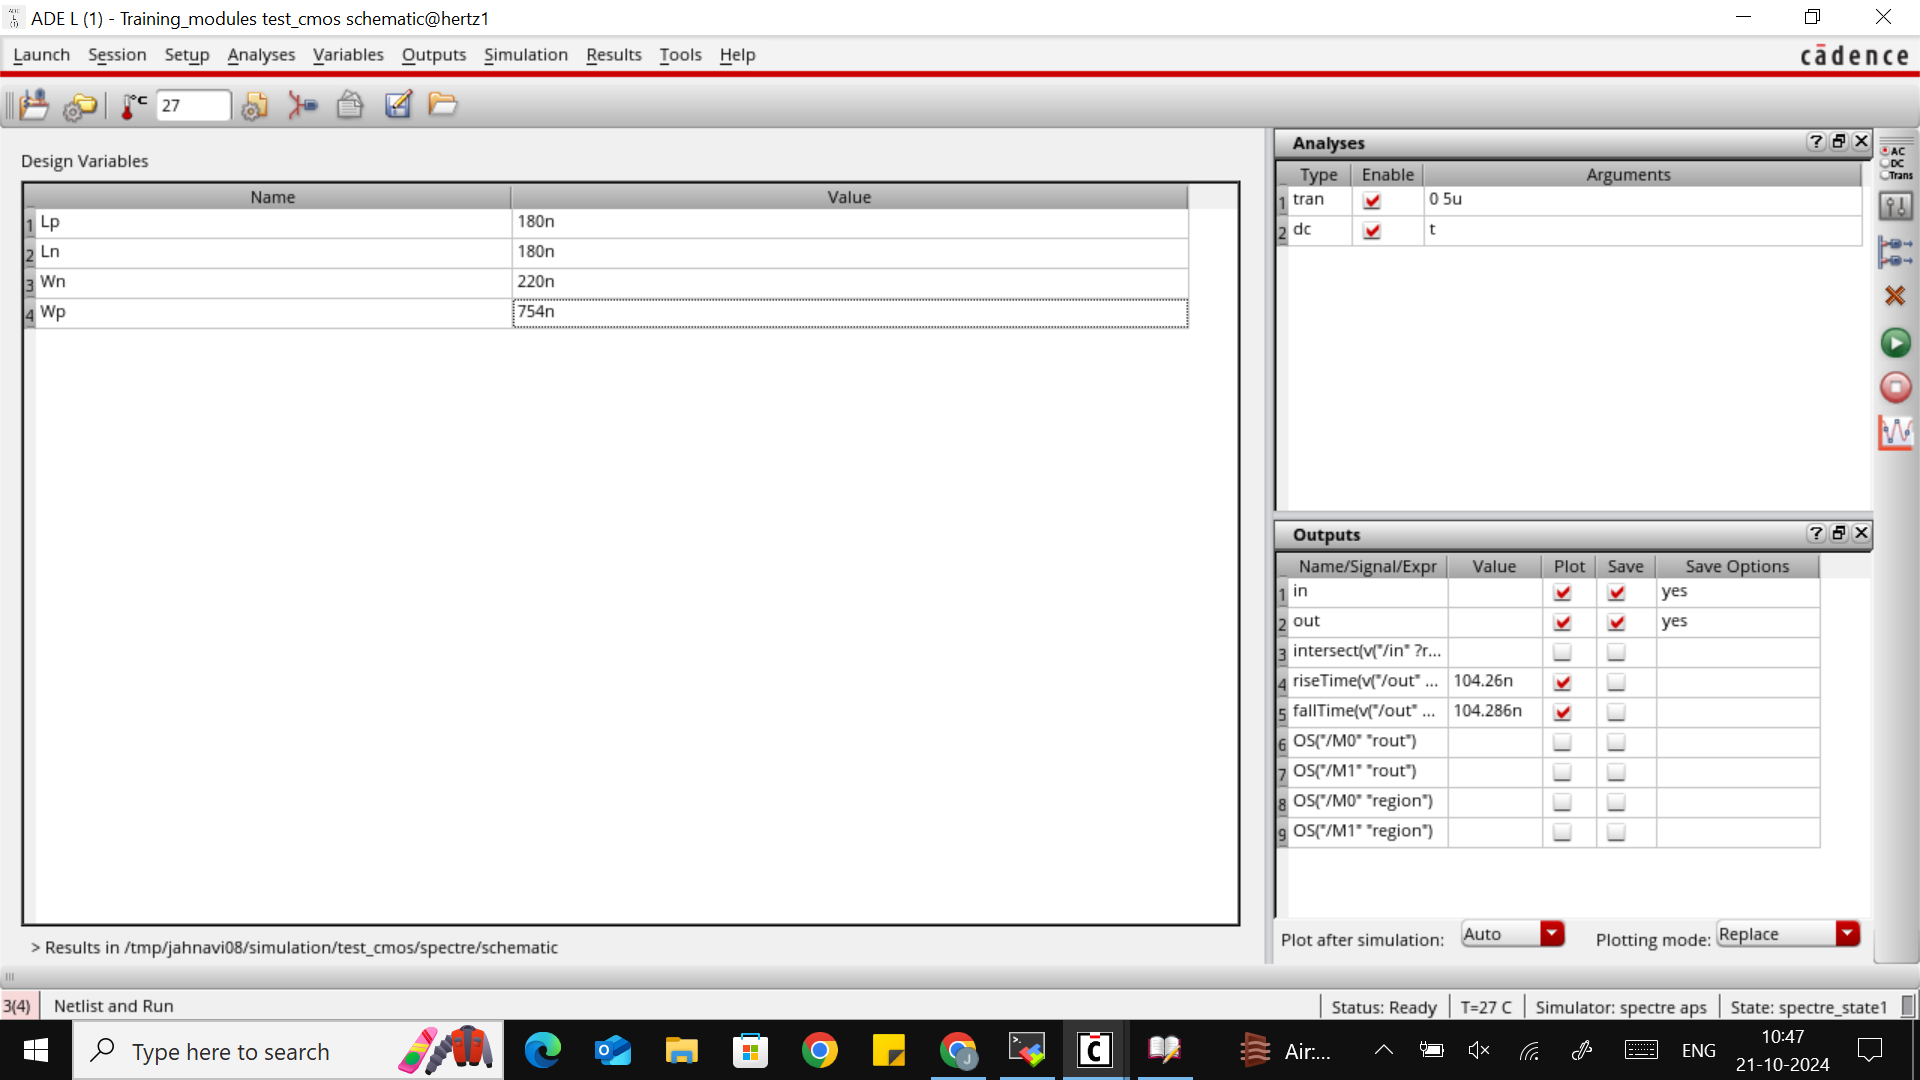 ADE L (1) - Training_modules test_cmos schematic@hertz1
Launch Session Setup Analyses Variables Outputs Simulation Results Tools Help
cādence
°C 27
Design Variables
Name Value
1 Lp 180n
2 Ln 180n
3 Wn 220n
4 Wp 754n
> Results in /tmp/jahnavi08/simulation/test_cmos/spectre/schematic
Analyses
Type Enable Arguments
1 tran 0 5u
2 dc t
AC
DC
Trans
Outputs
Name/Signal/Expr Value Plot Save Save Options
1 in yes
2 out yes
3 intersect(v("/in" ?r...
4 riseTime(v("/out" ... 104.26n
5 fallTime(v("/out" ... 104.286n
6 OS("/M0" "rout")
7 OS("/M1" "rout")
8 OS("/M0" "region")
9 OS("/M1" "region")
Plot after simulation: Auto Plotting mode: Replace
3(4) Netlist and Run
Status: Ready T=27 C Simulator: spectre aps State: spectre_state1
Type here to search
Air:...
ENG
10:47
21-10-2024